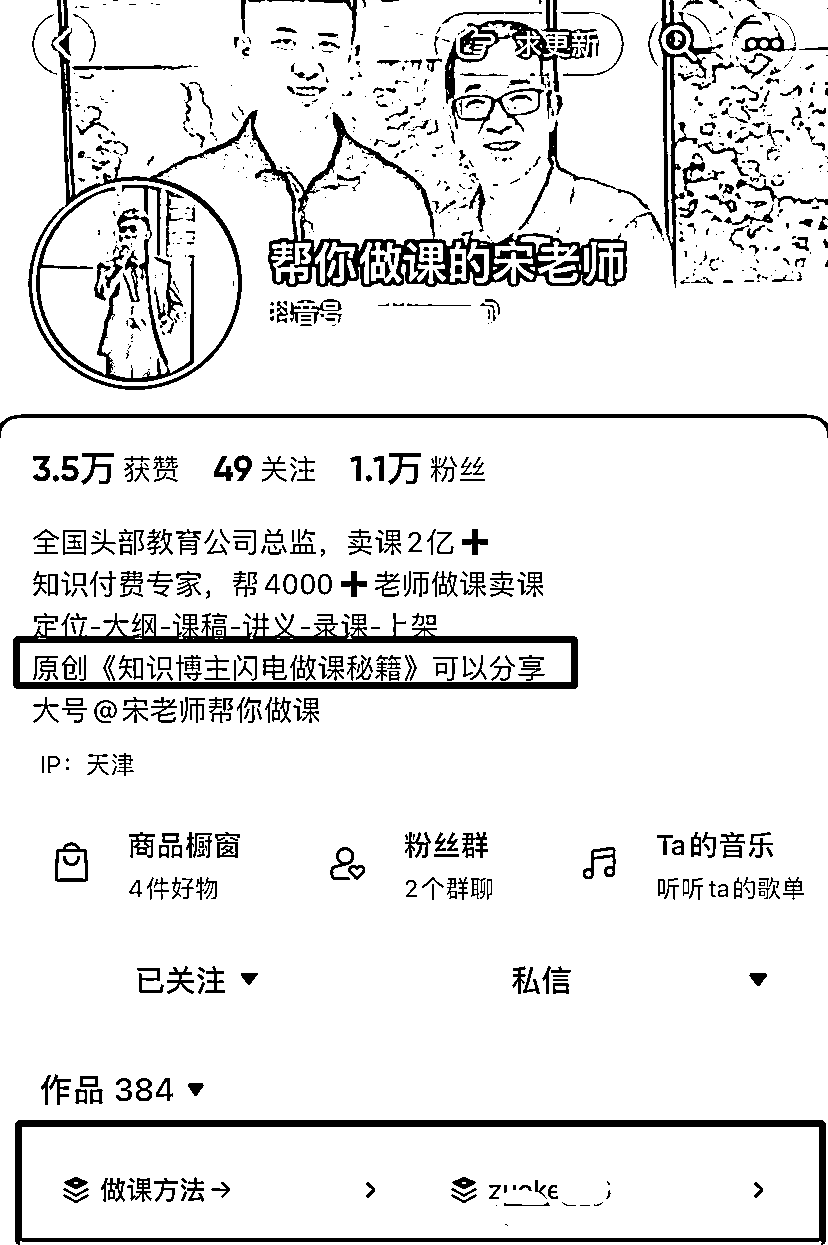 求更新
帮你做课的宋老师
抖音号
3.5万 获赞 49 关注 1.1万 粉丝
全国头部教育公司总监，卖课2亿➕
知识付费专家，帮4000➕老师做课卖课
定位-大纲-课稿-讲义-录课-上架
原创《知识博主闪电做课秘籍》可以分享
大号@宋老师帮你做课
IP：天津
商品橱窗 粉丝群 Ta的音乐
4件好物 2个群聊 听听ta的歌单
已关注 私信
作品 384
做课方法→